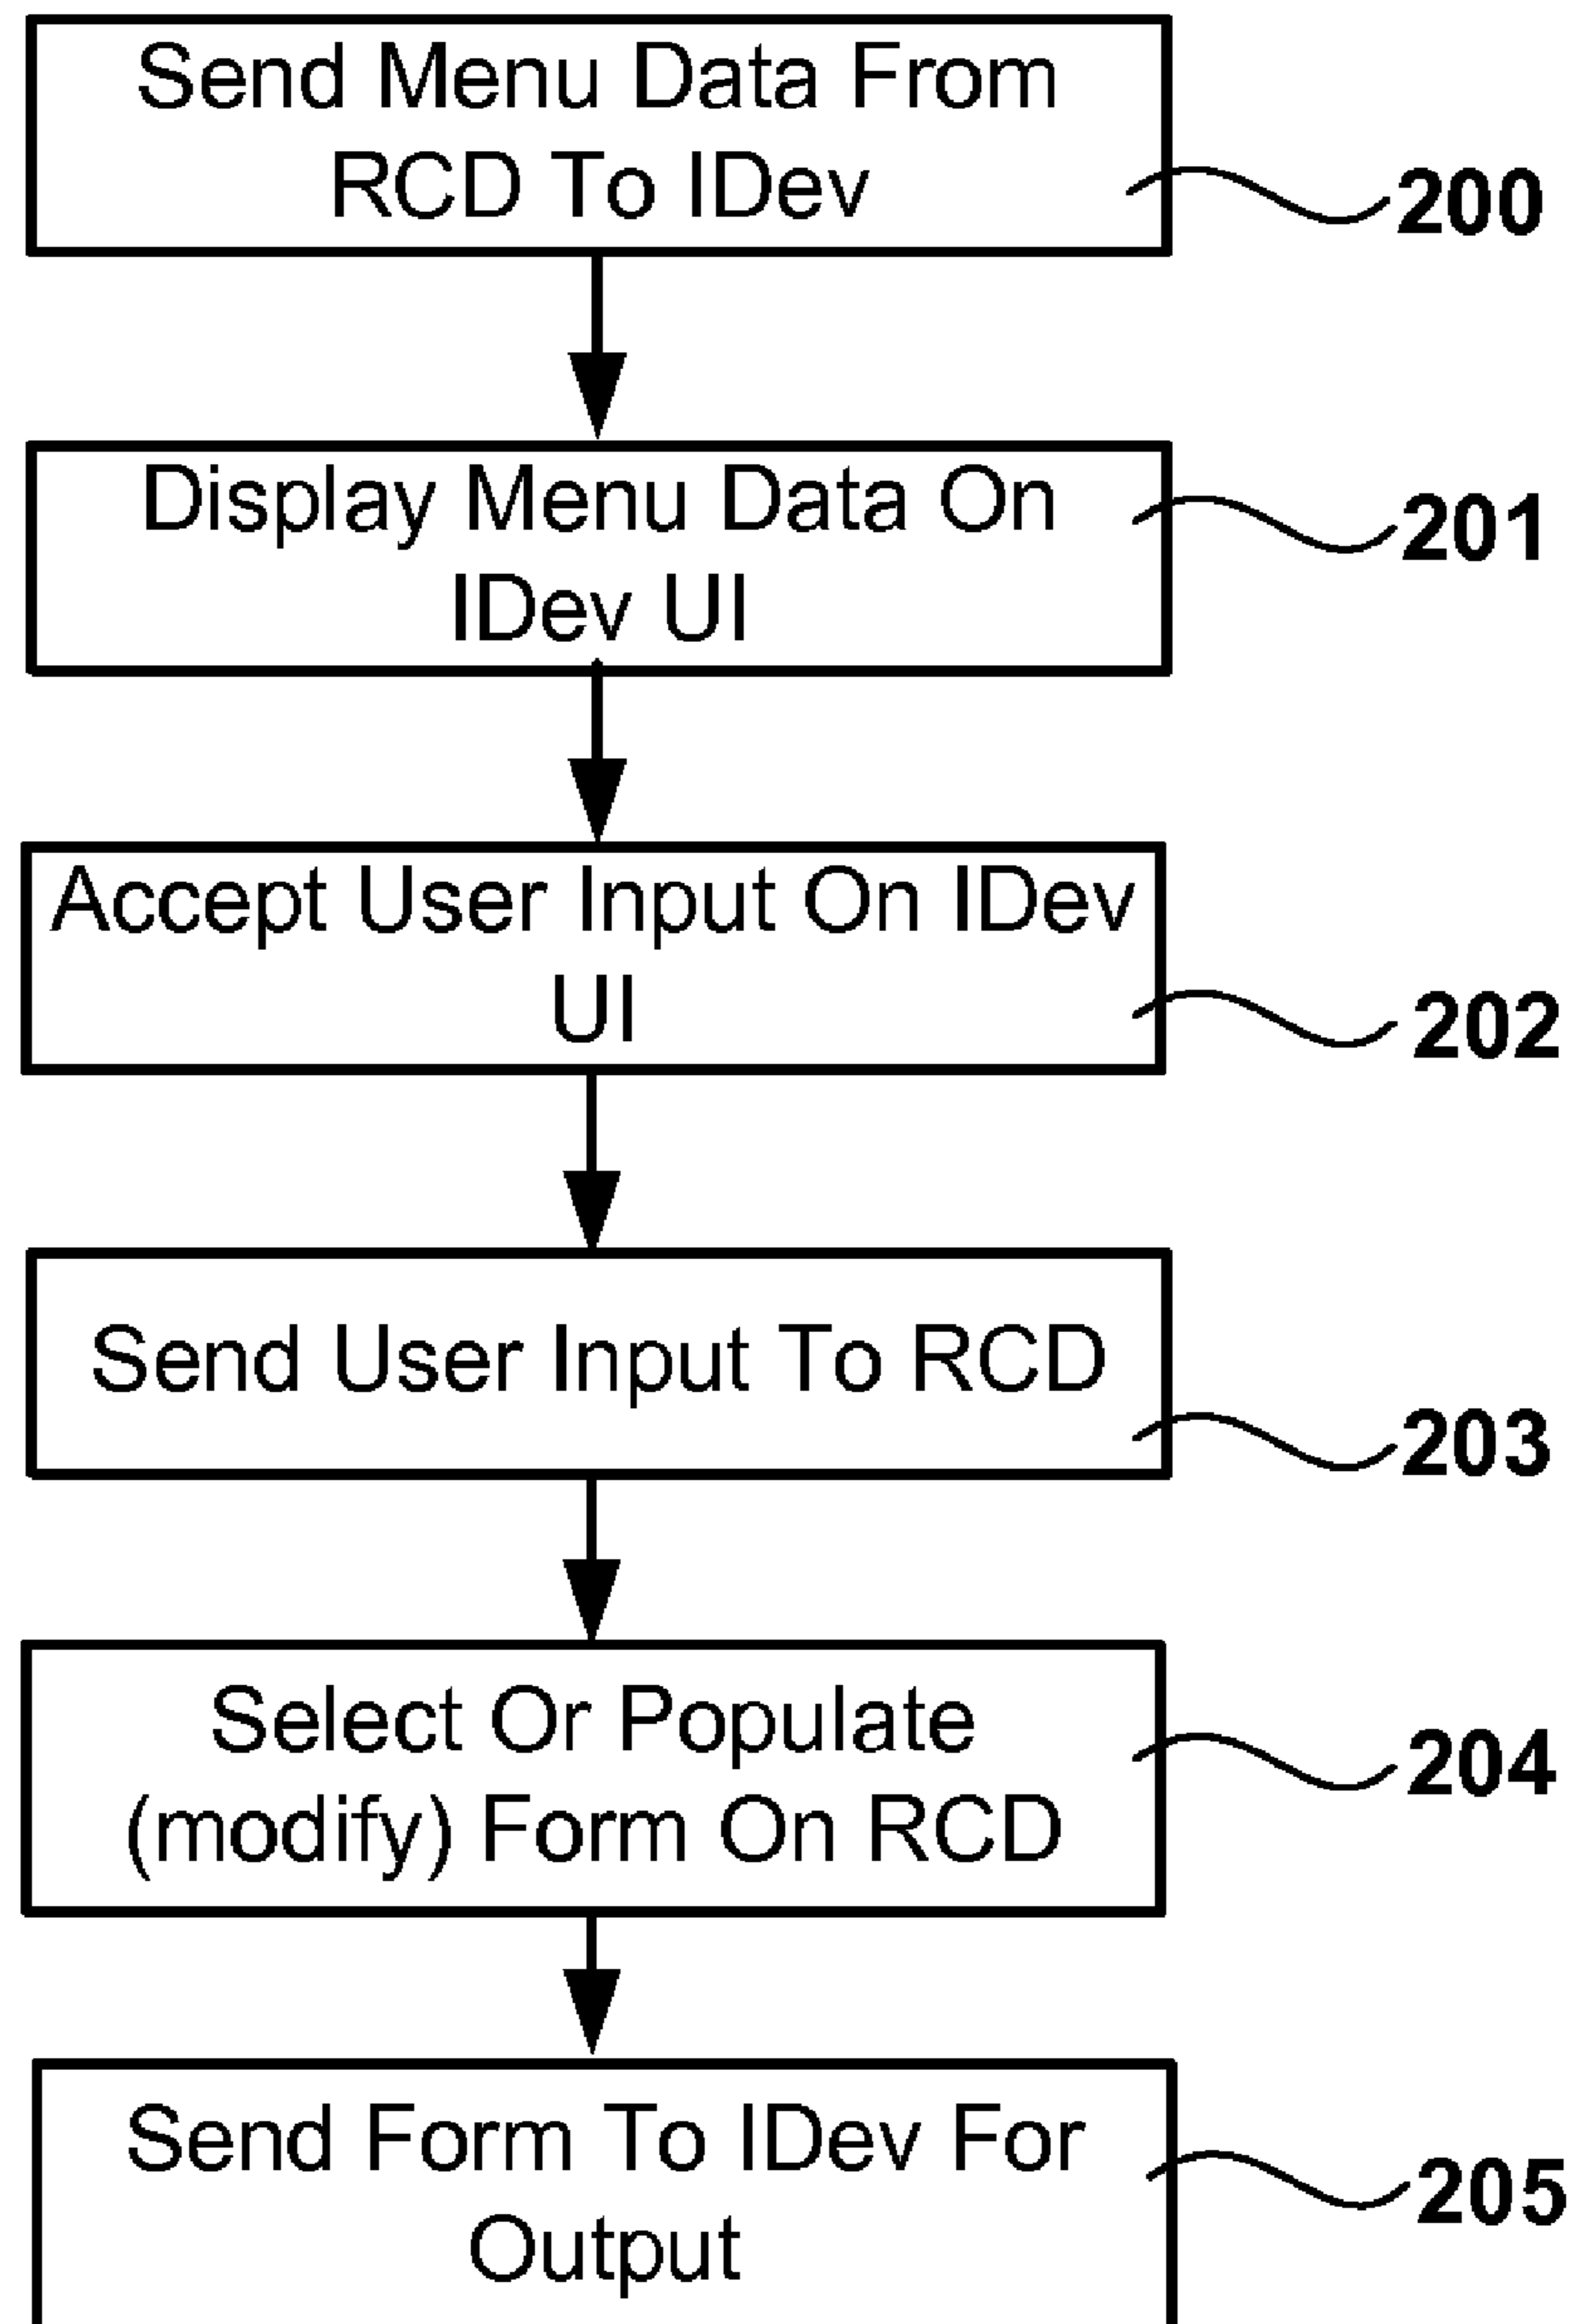 Send Menu Data From
RCD To IDev
200
Display Menu Data On
IDev UI
201
Accept User Input On IDev
UI
202
Send User Input To RCD
203
Select Or Populate
(modify) Form On RCD
204
Send Form To IDev For
Output
205